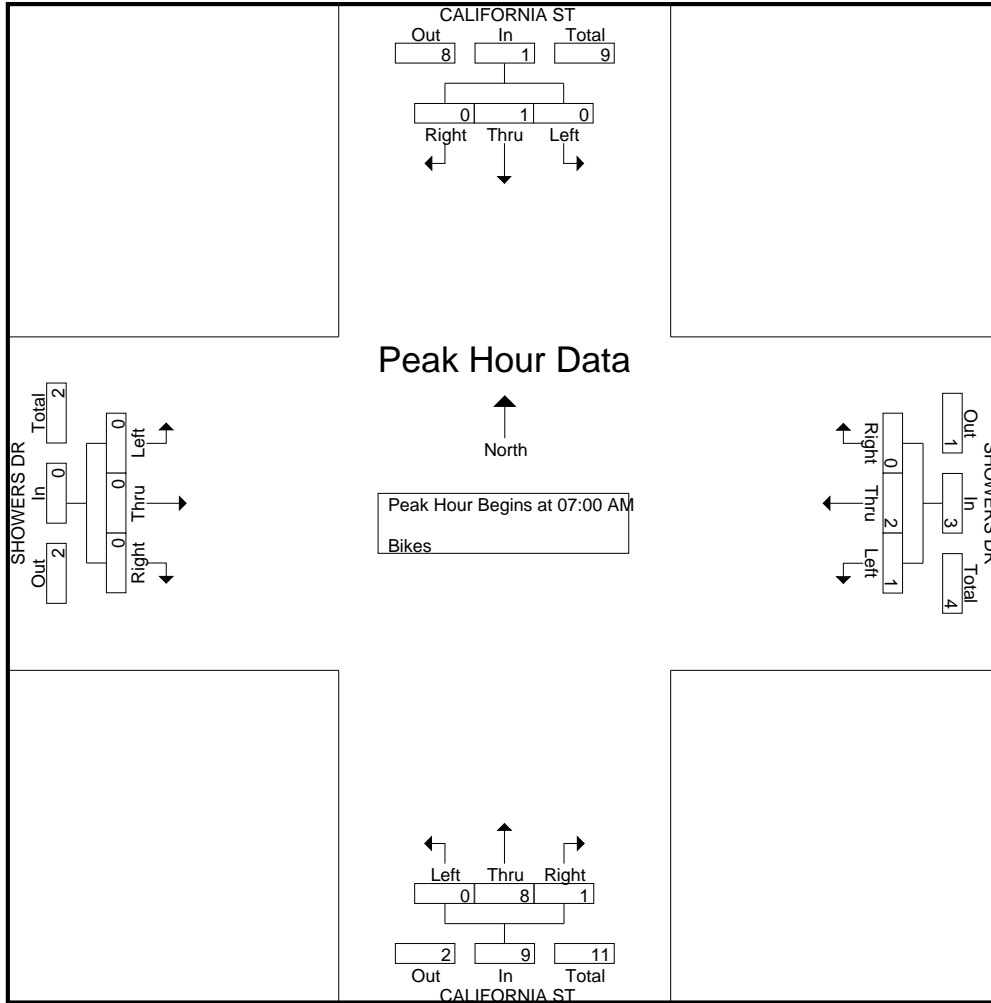 CALIFORNIA ST
Out In Total
8 1 9
0 1 0
Right Thru Left
Peak Hour Data
North
Peak Hour Begins at 07:00 AM
Bikes
SHOWERS DR
Out In Total
2 0 2
0 0 0
Right Thru Left
SHOWERS DR
Out In Total
1 3 4
0 2 1
Right Thru Left
Left Thru Right
0 8 1
2 9 11
Out In Total
CALIFORNIA ST